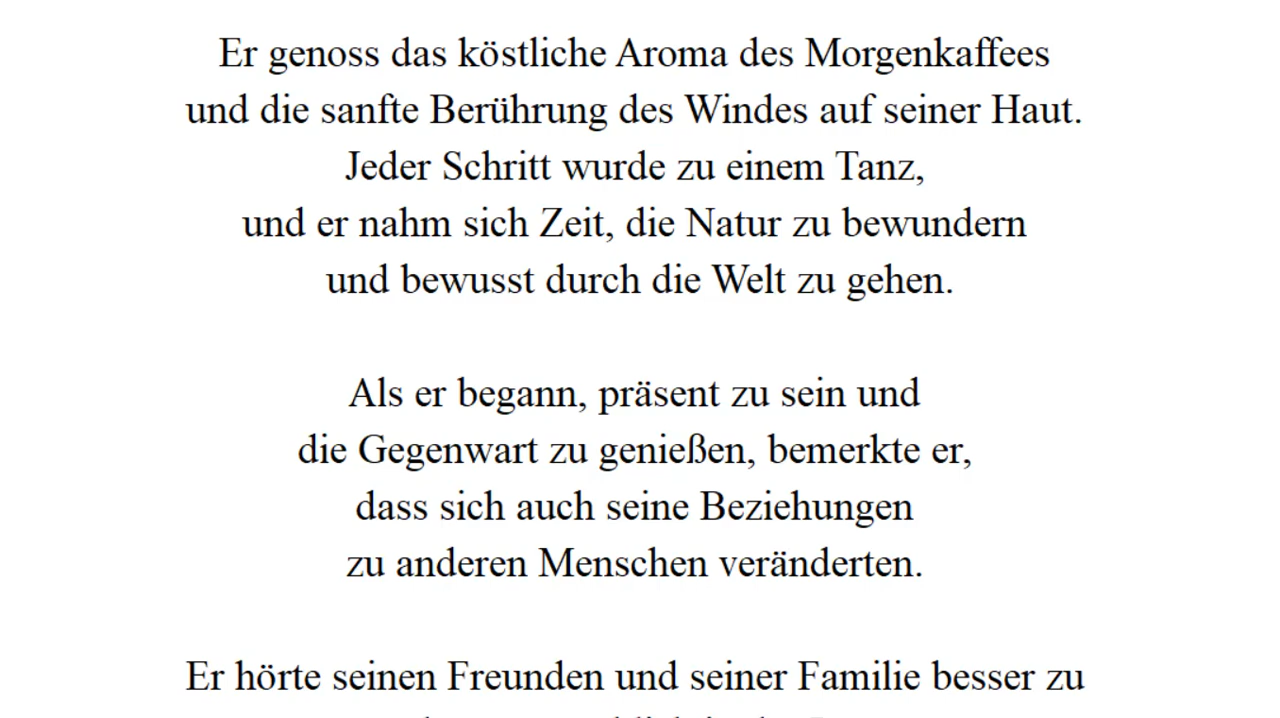 Er genoss das köstliche Aroma des Morgenkaffees
und die sanfte Berührung des Windes auf seiner Haut.
Jeder Schritt wurde zu einem Tanz,
und er nahm sich Zeit, die Natur zu bewundern
und bewusst durch die Welt zu gehen.
Als er begann, präsent zu sein und
die Gegenwart zu genießen, bemerkte er,
dass sich auch seine Beziehungen
zu anderen Menschen veränderten.
Er hörte seinen Freunden und seiner Familie besser zu